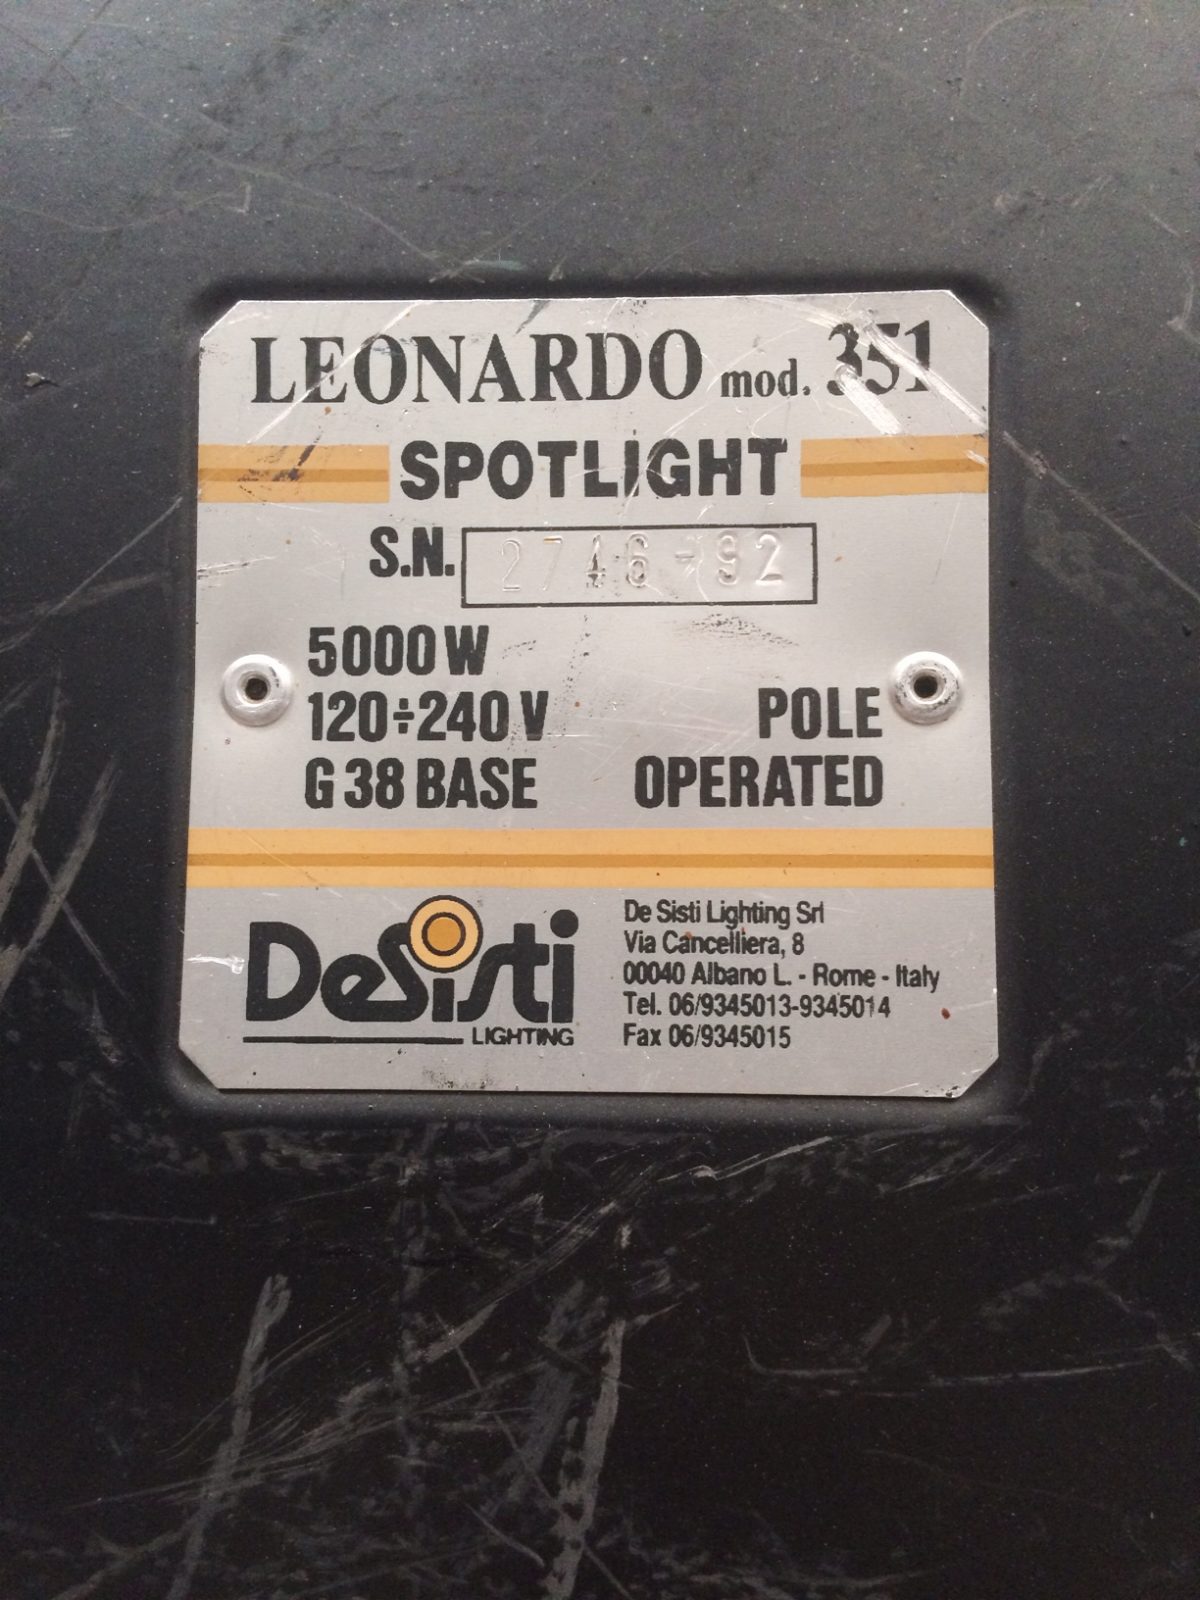 LEONARDO mod. 351
SPOTLIGHT
S.N. 2746-92
5000 W
120÷240 V
G 38 BASE
POLE
OPERATED
DeSisti
LIGHTING
De Sisti Lighting Srl
Via Cancelliera, 8
00040 Albano L. - Rome - Italy
Tel. 06/9345013-9345014
Fax 06/9345015